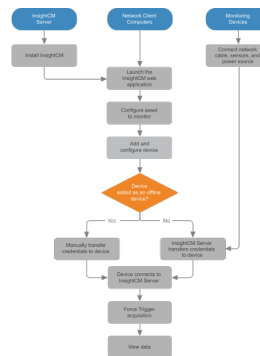 InsightCM
Server
Network Client
Computers
Monitoring
Devices
Install InsightCM
Connect network
cable, sensors, and
power source
Launch the
InsightCM web
application
Configure asset
to monitor
Add and
configure device
Device
added as an offline
device?
Yes
No
Manually transfer
credentials to device
InsightCM Server
transfers credentials
to device
Device connects to
InsightCM Server
Force Trigger
acquisition
View data